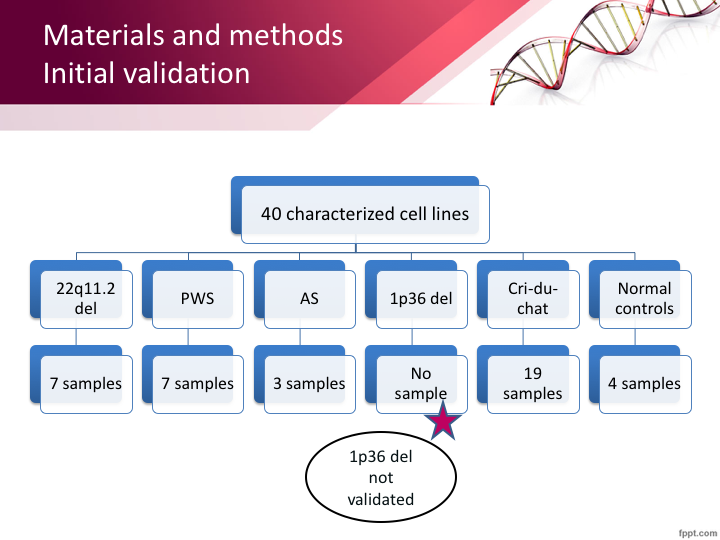 Materials and methods
Initial validation
40 characterized cell lines
22q11.2
del
PWS
AS
1p36 del
Cri-du-
chat
Normal
controls
7 samples
7 samples
3 samples
No
sample
19
samples
4 samples
1p36 del
not
validated
fppt.com